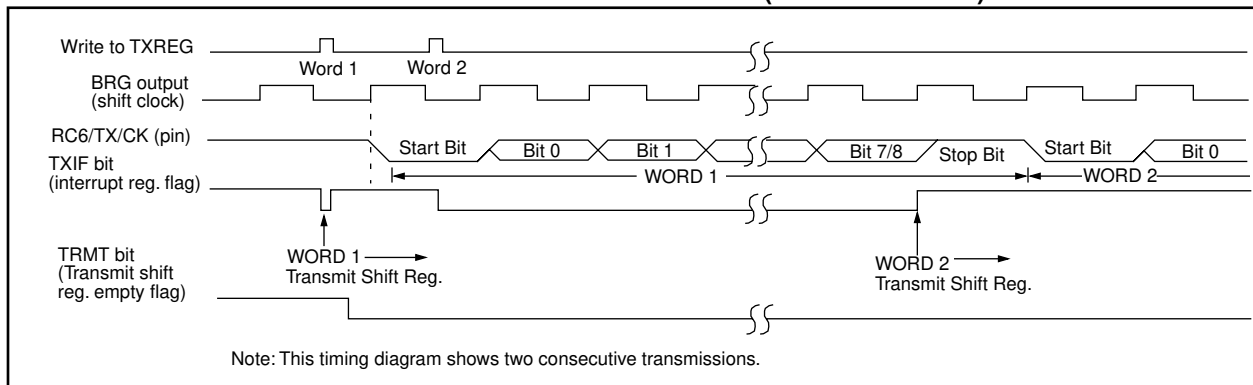 Write to TXREG
Word 1
Word 2
BRG output
(shift clock)
RC6/TX/CK (pin)
Start Bit
Bit 0
Bit 1
Bit 7/8
Stop Bit
Start Bit
Bit 0
TXIF bit
(interrupt reg. flag)
WORD 1
WORD 2
TRMT bit
(Transmit shift
reg. empty flag)
WORD 1
Transmit Shift Reg.
WORD 2
Transmit Shift Reg.
Note: This timing diagram shows two consecutive transmissions.